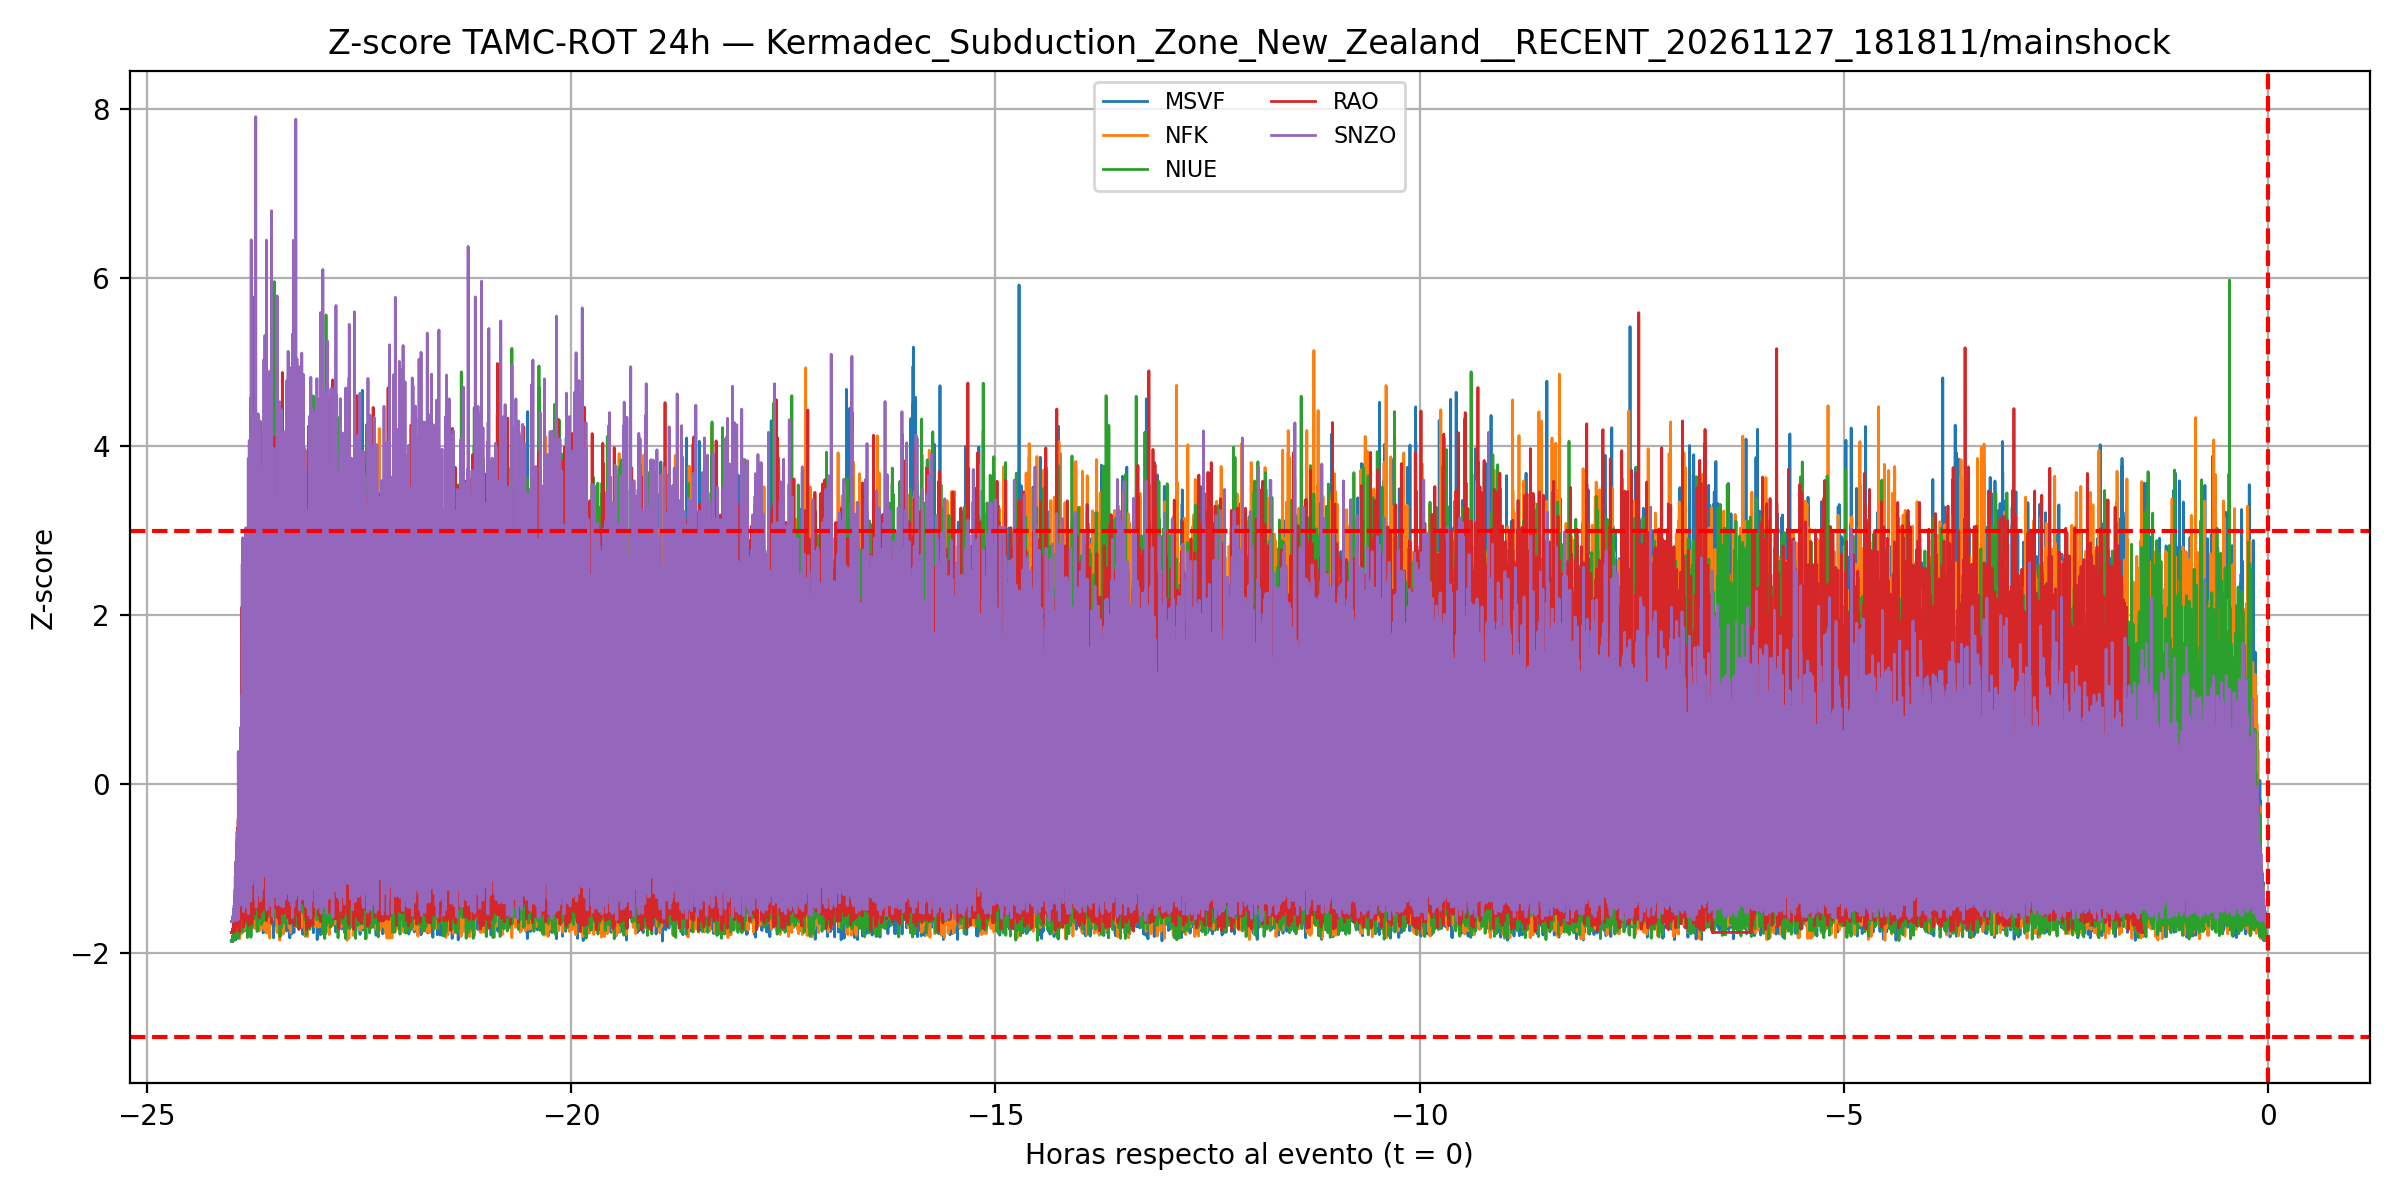 Z-score TAMC-ROT 24h — Kermadec_Subduction_Zone_New_Zealand__RECENT_20261127_181811/mainshock
MSVF
NFK
NIUE
RAO
SNZO
8
6
4
2
0
−2
Z-score
−25
−20
−15
−10
−5
0
Horas respecto al evento (t = 0)